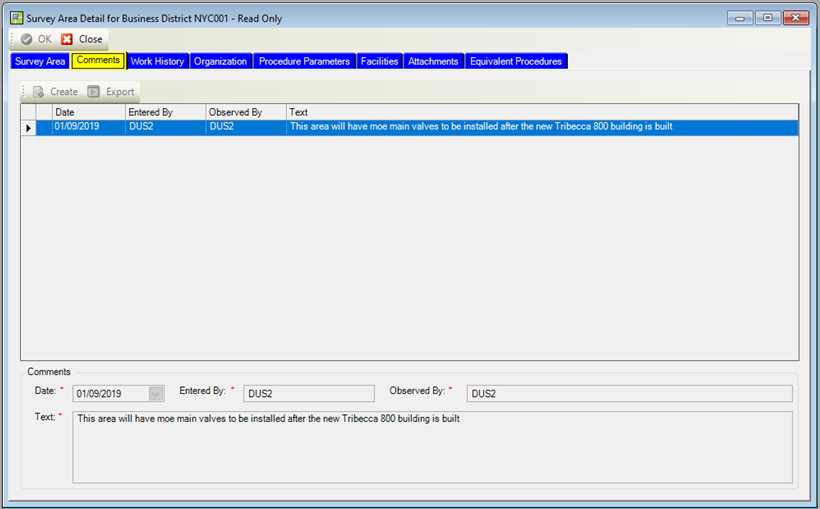 Survey Area Detail for Business District NYC001 - Read Only
OK Close
Survey Area Comments Work History Organization Procedure Parameters Facilities Attachments Equivalent Procedures
Create Export
Date Entered By Observed By Text
01/09/2019 DUS2 DUS2 This area will have moe main valves to be installed after the new Tribecca 800 building is built
Comments
Date: * 01/09/2019 Entered By: * DUS2 Observed By: * DUS2
Text: * This area will have moe main valves to be installed after the new Tribecca 800 building is built